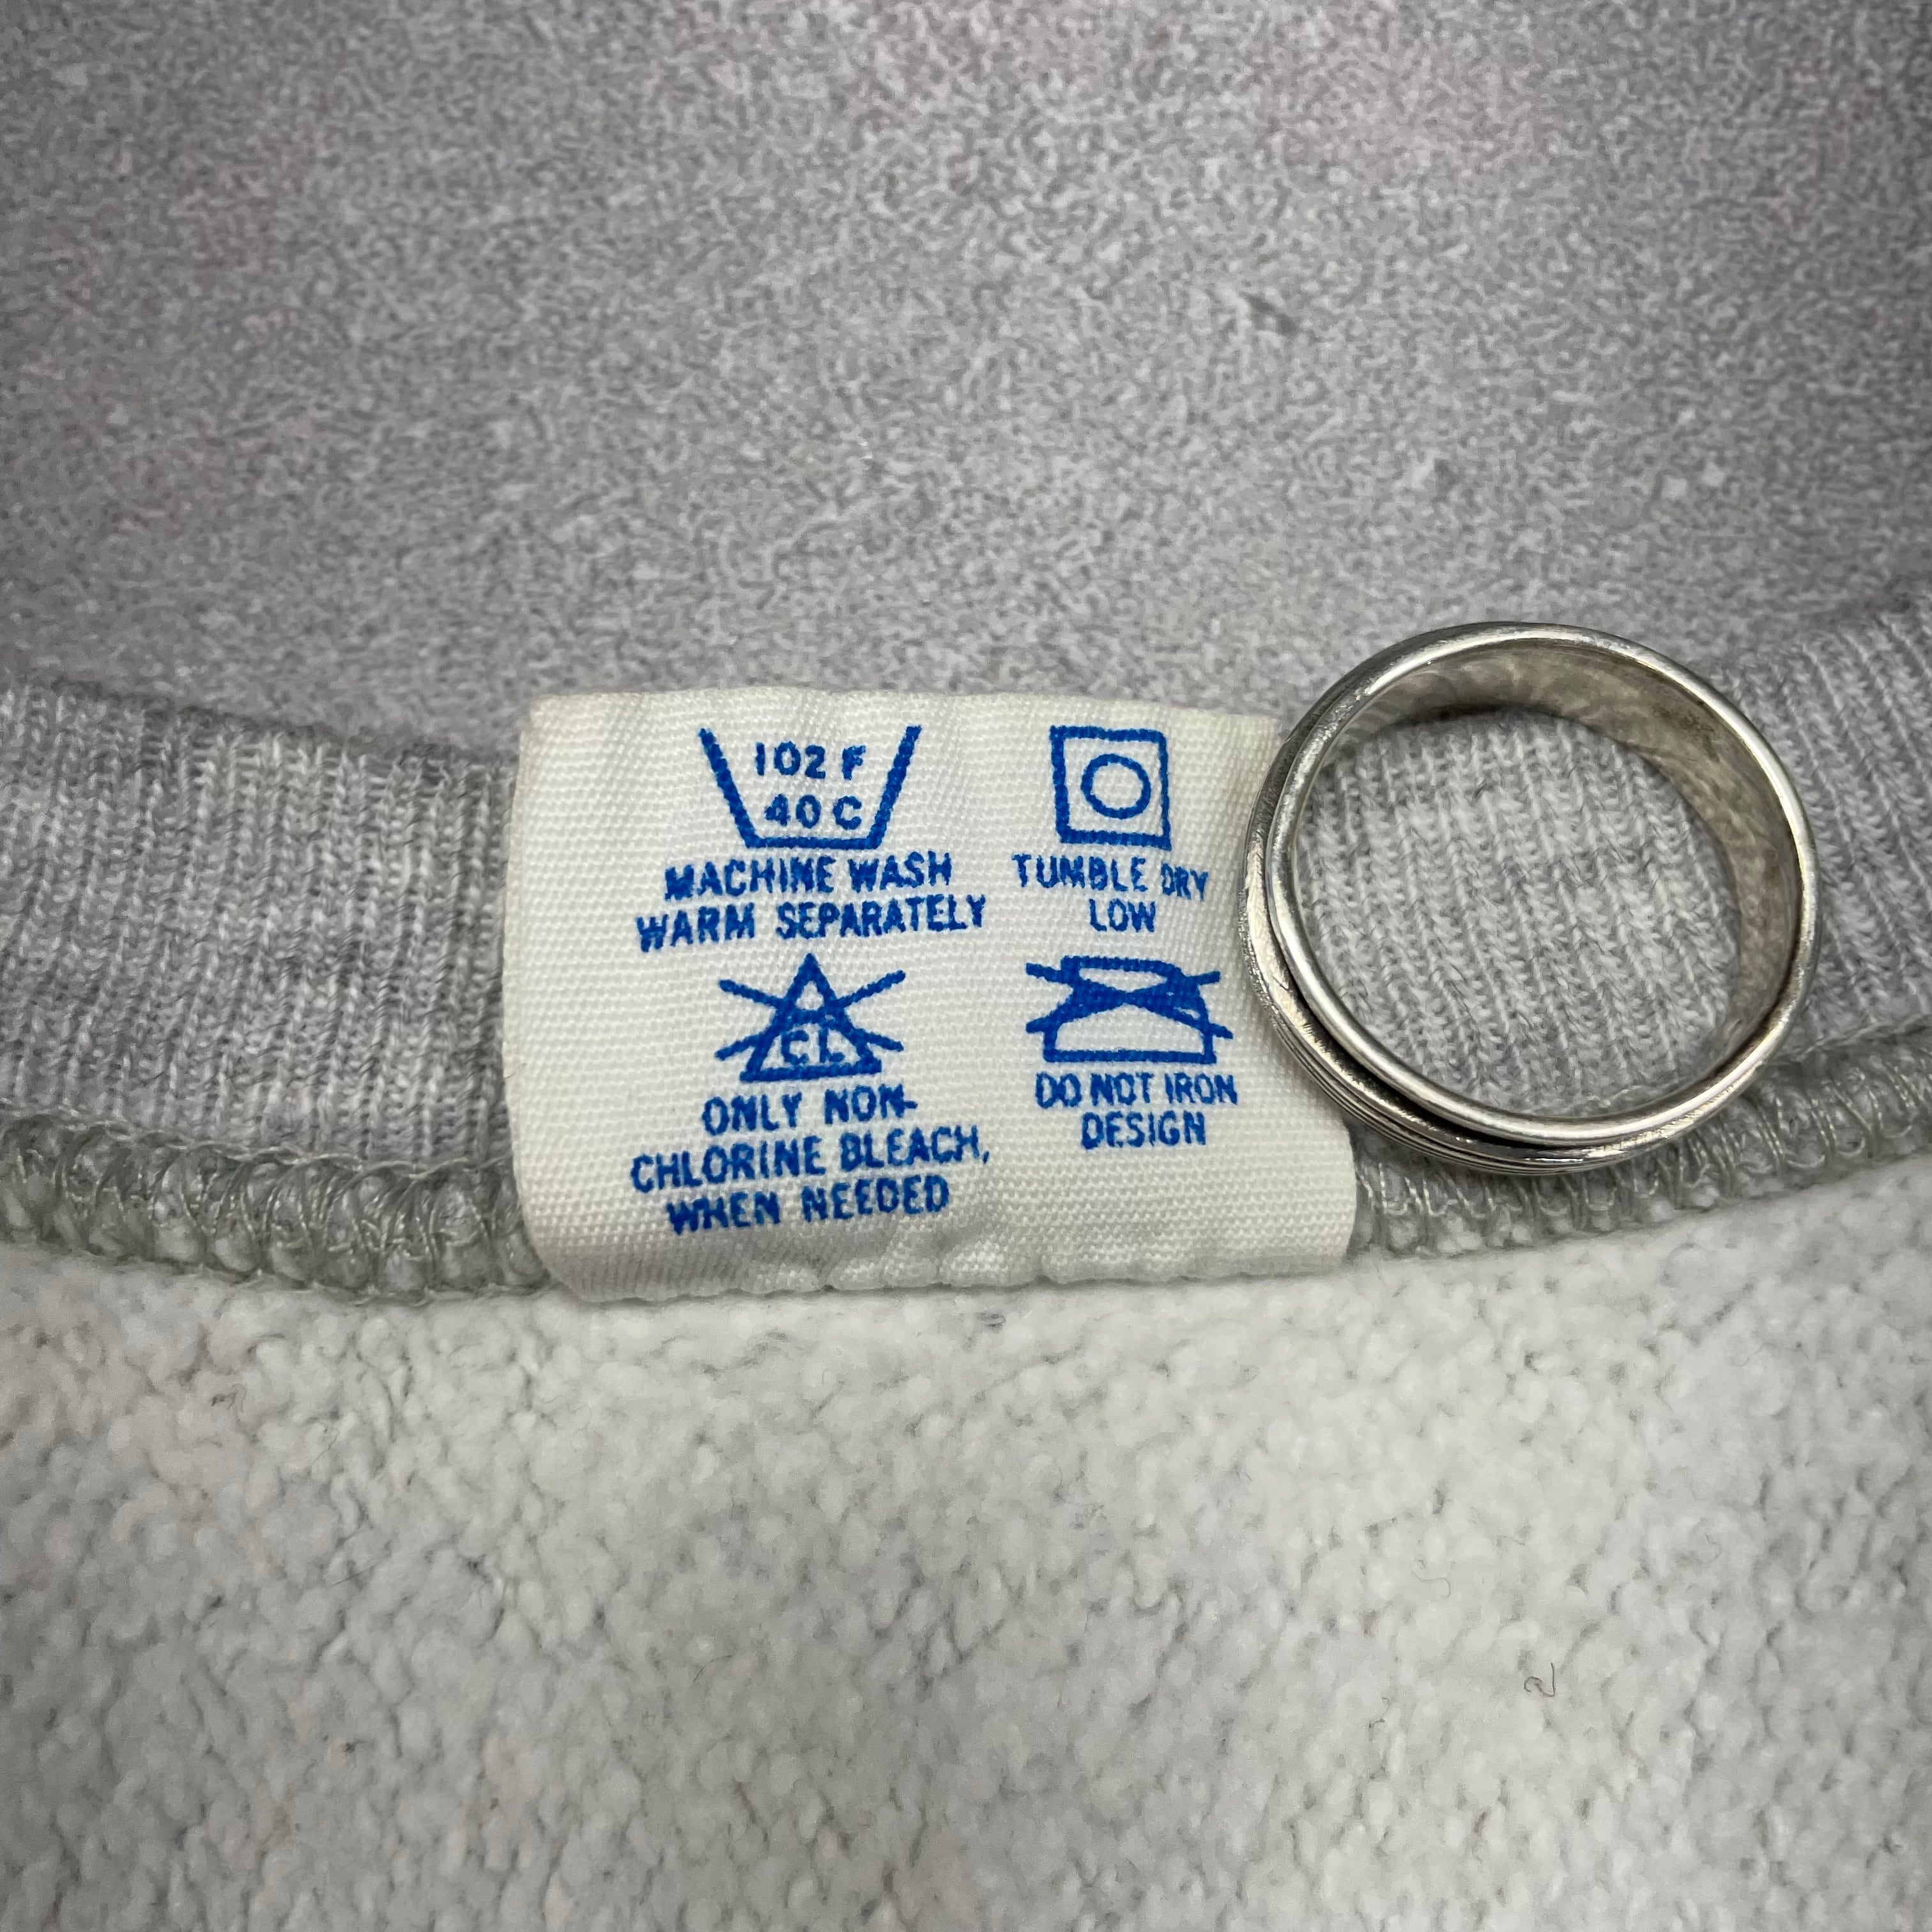 102 F
40 C
MACHINE WASH
WARM SEPARATELY
TUMBLE DRY
LOW
CL
ONLY NON-
CHLORINE BLEACH,
WHEN NEEDED
DO NOT IRON
DESIGN